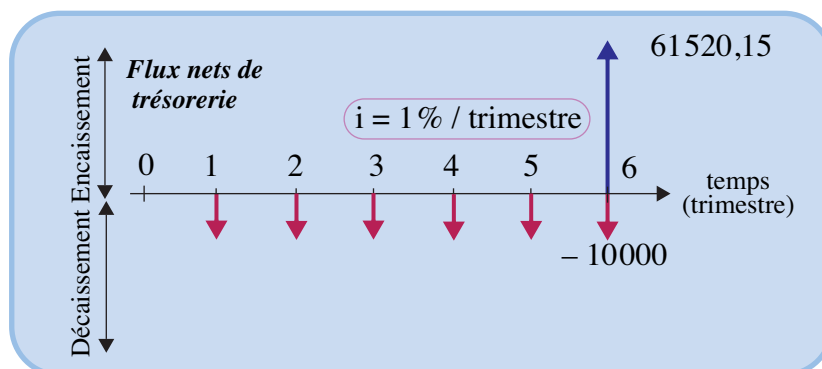 61520,15
Flux nets de
trésorerie
Encaissement
i = 1 % / trimestre
0 1 2 3 4 5 6
temps
(trimestre)
– 10000
Décaissement